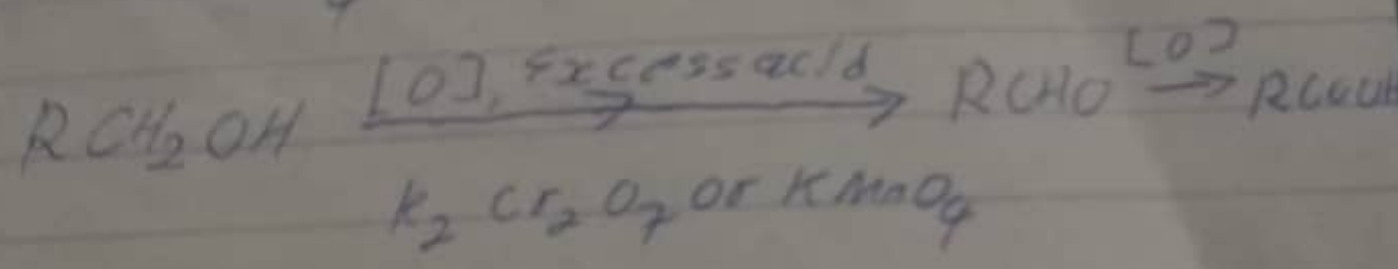 [O], Excess acid
RCH₂OH ⟶ RCHO [O] ⟶ RCOOH
K₂Cr₂O₇ or KMnO₄